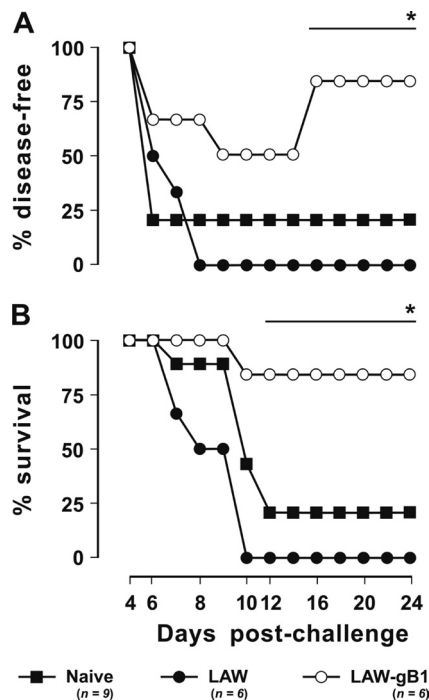 A
*
100
75
50
25
0
% disease-free
B
*
100
75
50
25
0
% survival
4 6 8 10 12 16 20 24
Days post-challenge
Naive LAW LAW-gB1
(n = 9) (n = 6) (n = 6)